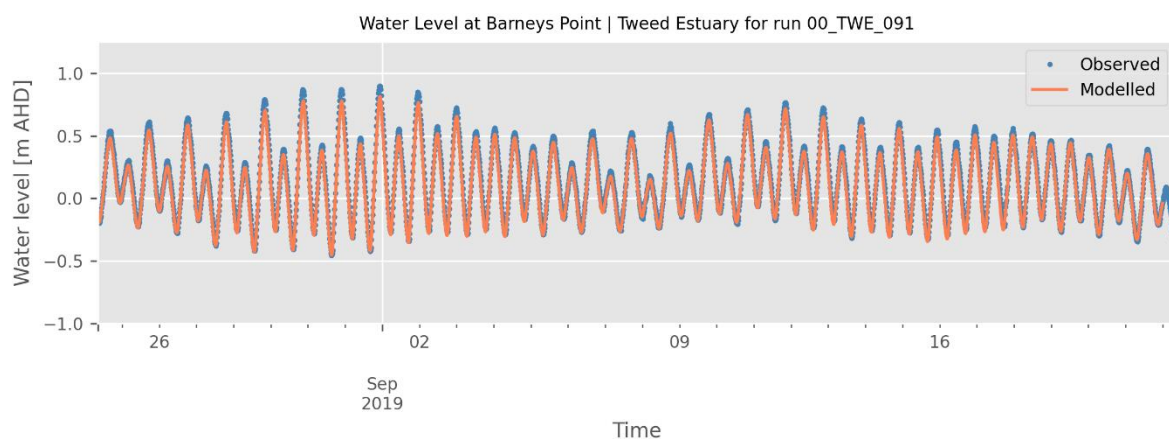 Water Level at Barneys Point | Tweed Estuary for run 00_TWE_091
Observed
Modelled
Water level [m AHD]
1.0
0.5
0.0
−0.5
−1.0
26
02
09
16
Sep
2019
Time